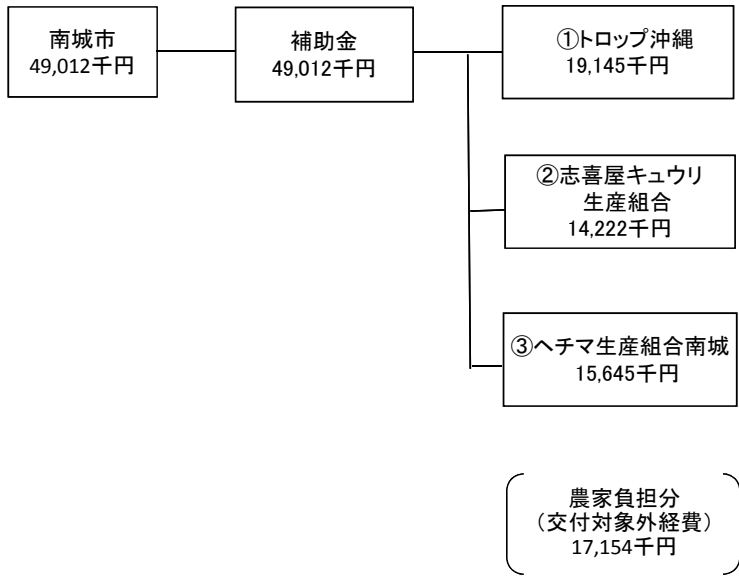 南城市
49,012千円
補助金
49,012千円
①トロップ沖縄
19,145千円
②志喜屋キュウリ
生産組合
14,222千円
③ヘチマ生産組合南城
15,645千円
農家負担分
（交付対象外経費）
17,154千円